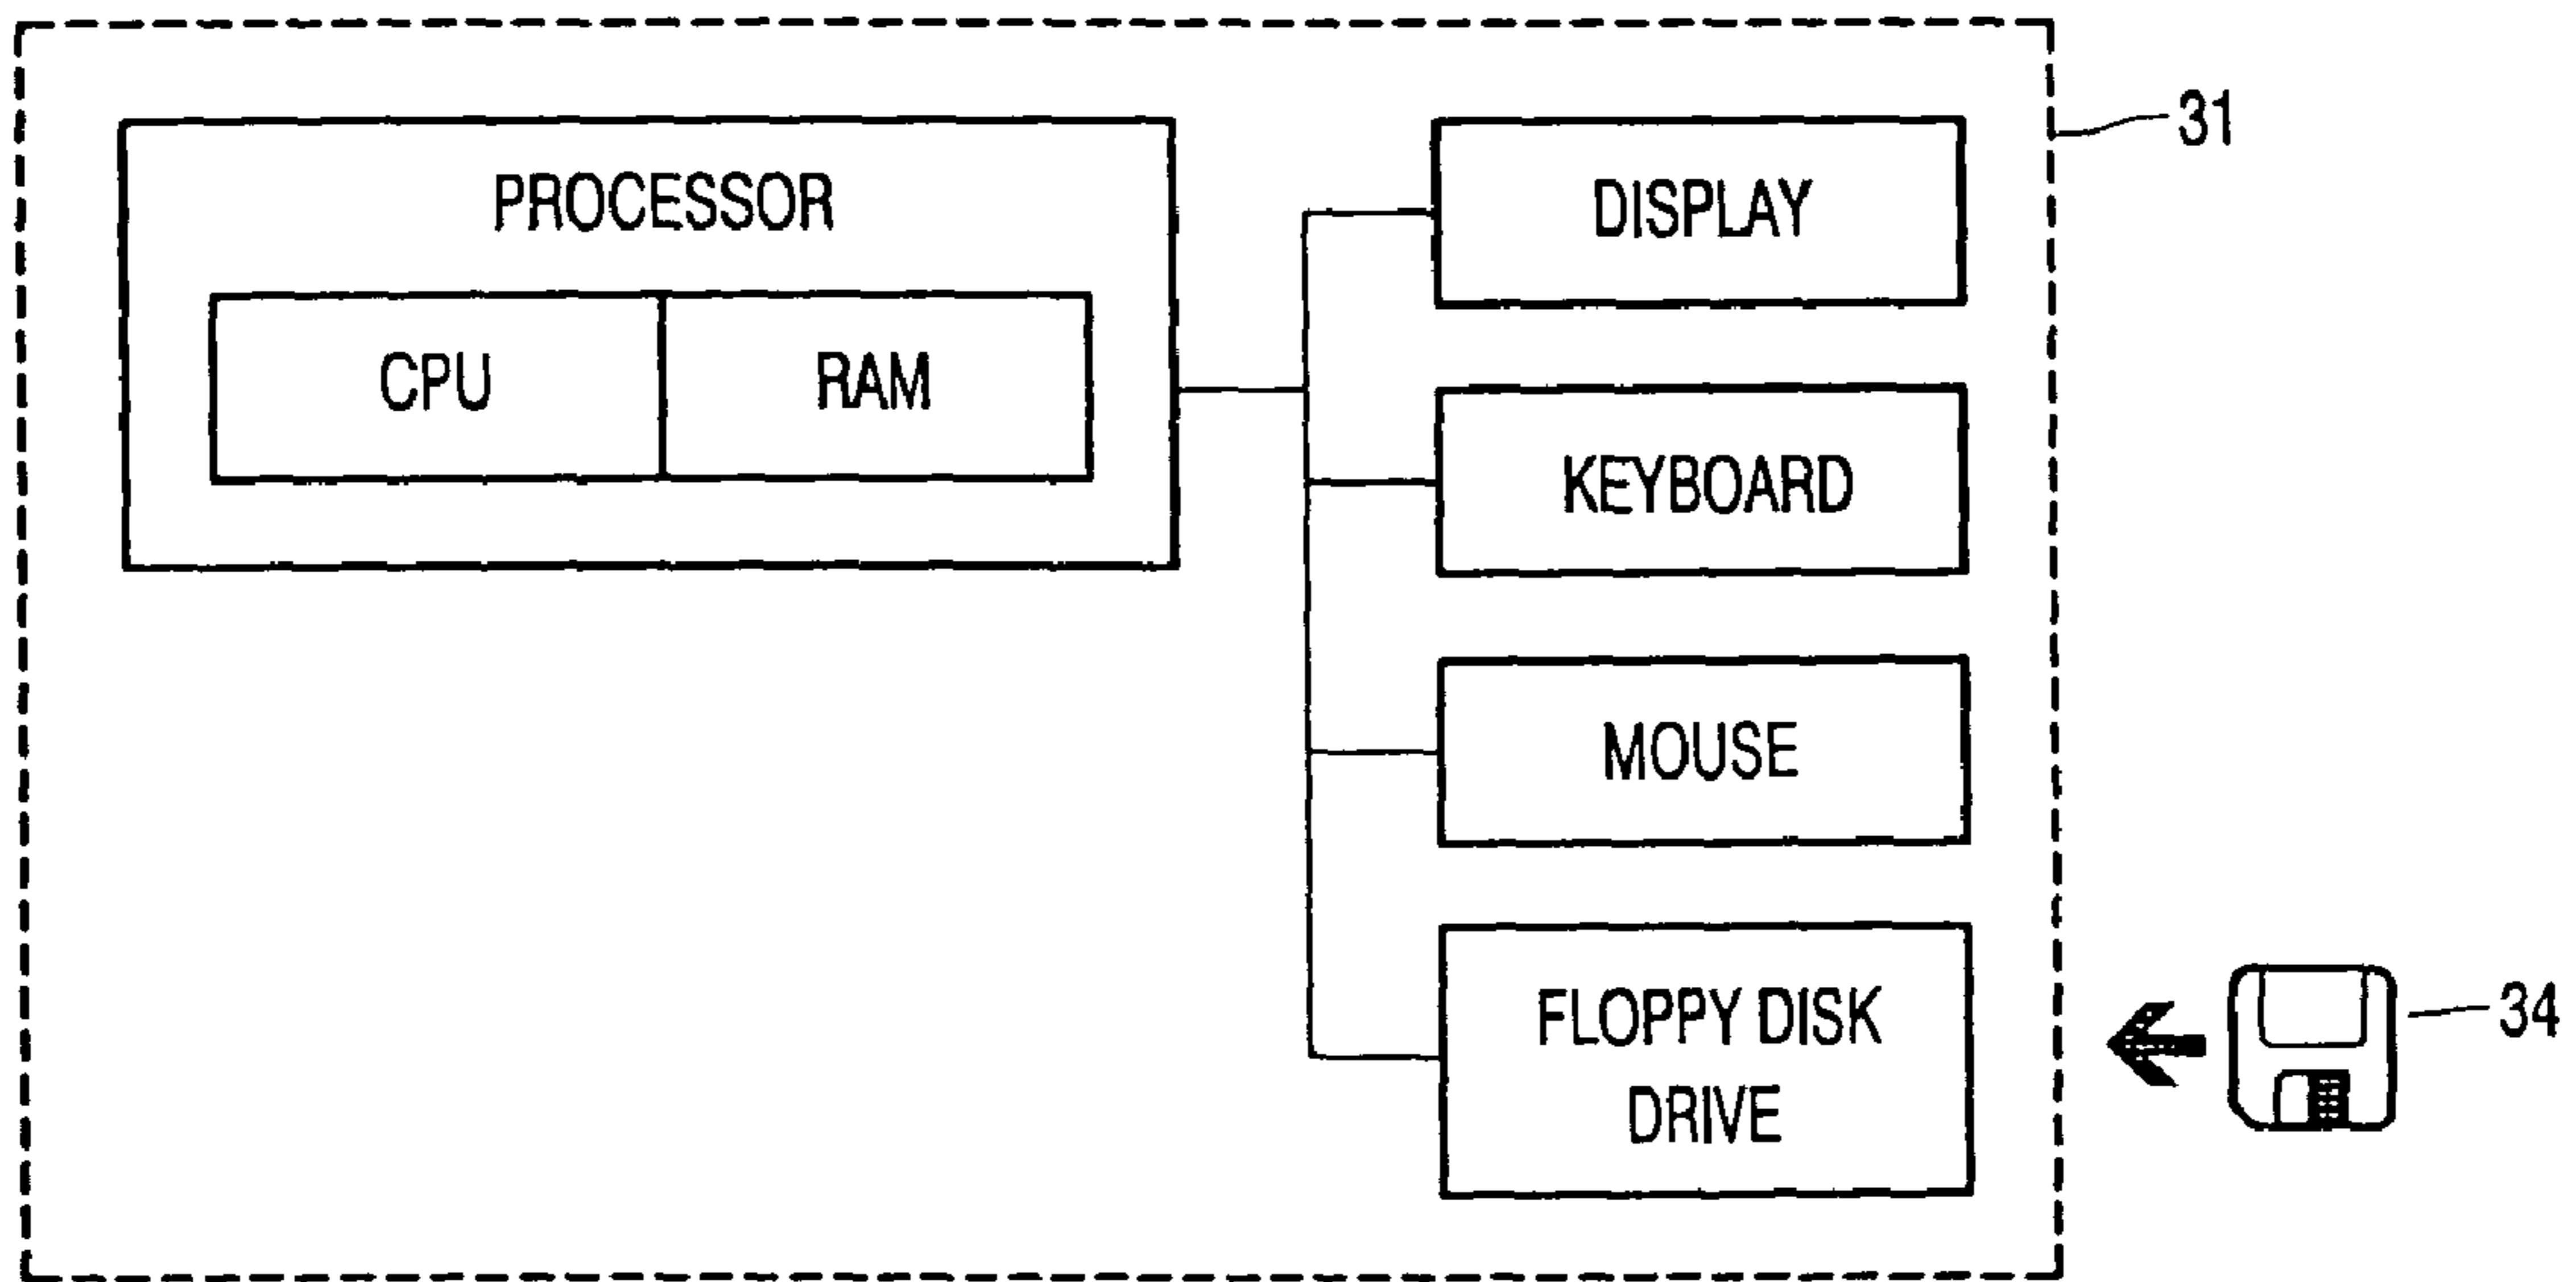 31
PROCESSOR
DISPLAY
CPU
RAM
KEYBOARD
MOUSE
FLOPPY DISK
DRIVE
34